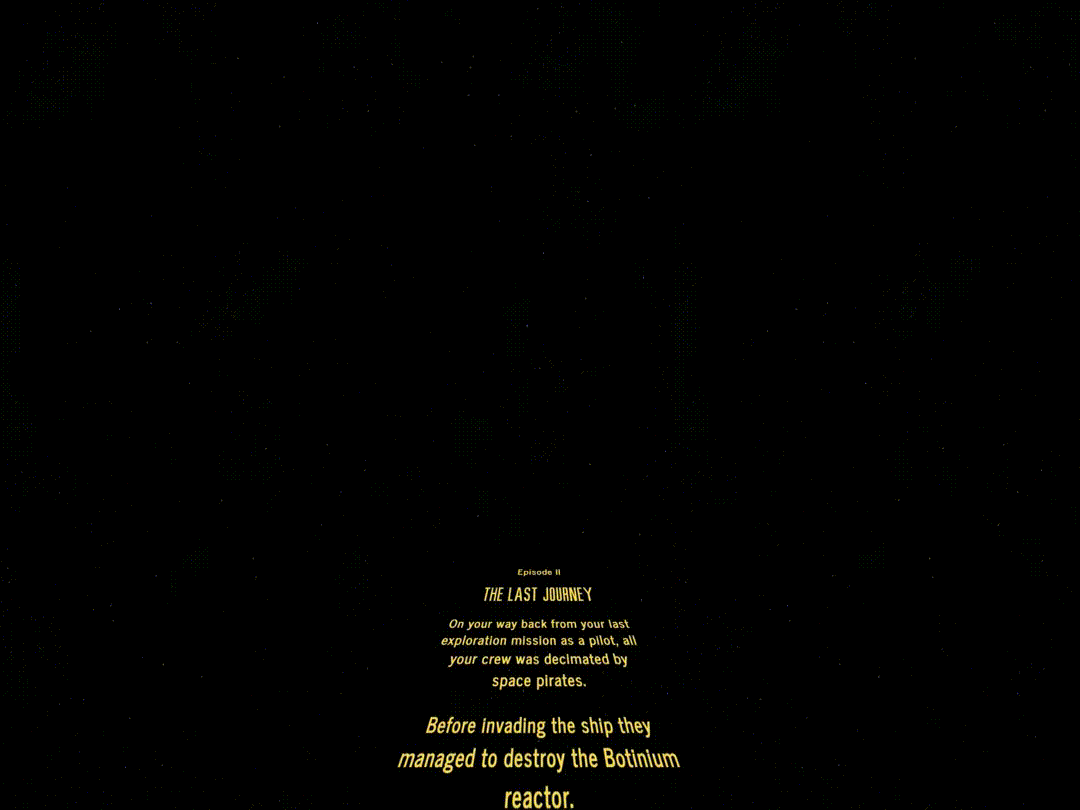 Episode II
THE LAST JOURNEY
On your way back from your last
exploration mission as a pilot, all
your crew was decimated by
space pirates.
Before invading the ship they
managed to destroy the Botinium
reactor.